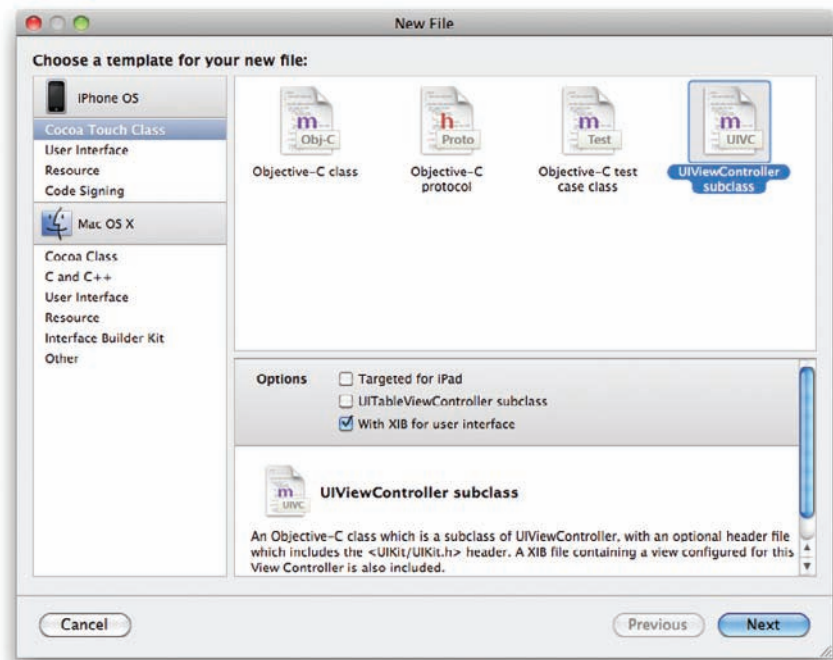 New File
Choose a template for your new file:
iPhone OS
Cocoa Touch Class
User Interface
Resource
Code Signing
Mac OS X
Cocoa Class
C and C++
User Interface
Resource
Interface Builder Kit
Other
m
Obj-C
Objective-C class
h
Proto
Objective-C
protocol
m
Test
Objective-C test
case class
m
UIVC
UIViewController
subclass
Options
Targeted for iPad
UITableViewController subclass
With XIB for user interface
m
UIVC
UIViewController subclass
An Objective-C class which is a subclass of UIViewController, with an optional header file
which includes the <UIKit/UIKit.h> header. A XIB file containing a view configured for this
View Controller is also included.
Cancel
Previous
Next